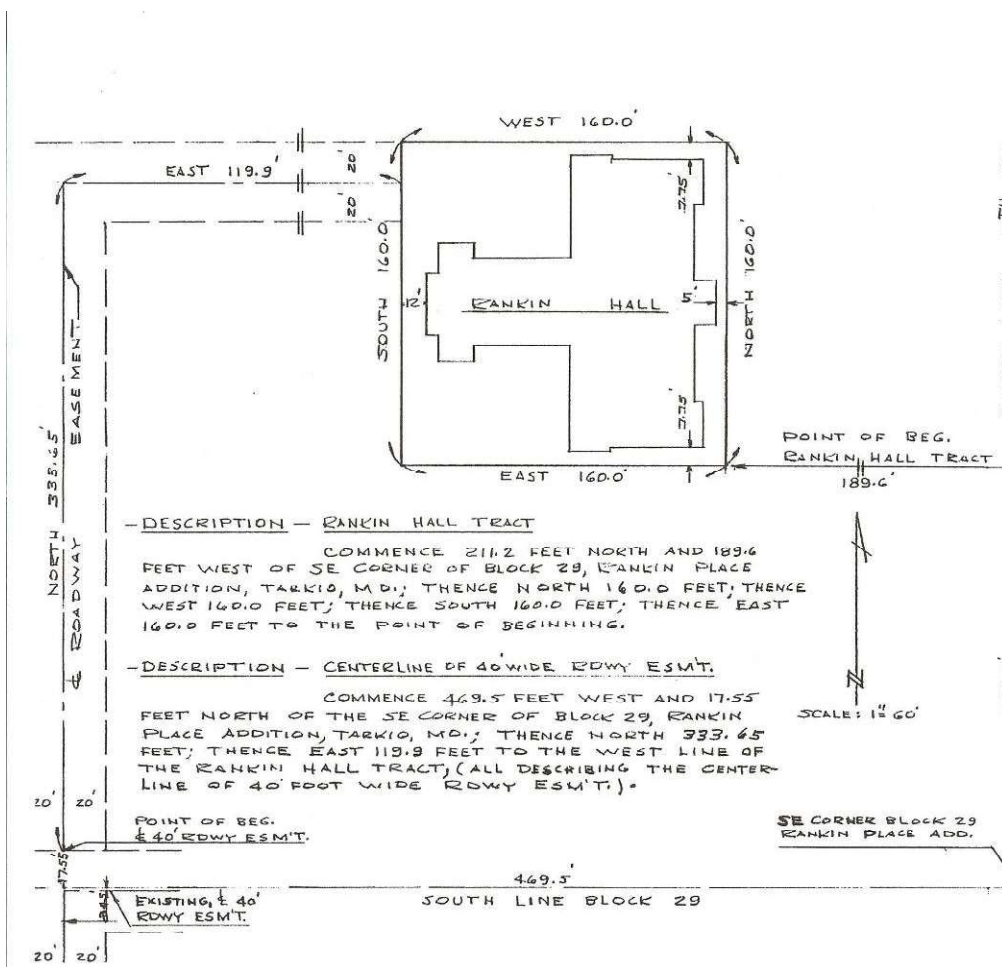 WEST 160.0'
EAST 119.9'
20'
20'
7.75'
SOUTH 160.0'
12'
RANKIN HALL
5'
NORTH 160.0'
7.75'
EAST 160.0'
POINT OF BEG.
RANKIN HALL TRACT
189.6'
NORTH 333.65'
EASEMENT
℄ ROADWAY
- DESCRIPTION - RANKIN HALL TRACT
COMMENCE 211.2 FEET NORTH AND 189.6
FEET WEST OF SE CORNER OF BLOCK 29, RANKIN PLACE
ADDITION, TARKIO, MO.; THENCE NORTH 160.0 FEET; THENCE
WEST 160.0 FEET; THENCE SOUTH 160.0 FEET; THENCE EAST
160.0 FEET TO THE POINT OF BEGINNING.
- DESCRIPTION - CENTERLINE OF 40' WIDE RDWY ESM'T.
COMMENCE 469.5 FEET WEST AND 17.55
FEET NORTH OF THE SE CORNER OF BLOCK 29, RANKIN
PLACE ADDITION, TARKIO, MO.; THENCE NORTH 333.65
FEET; THENCE EAST 119.9 FEET TO THE WEST LINE OF
THE RANKIN HALL TRACT, (ALL DESCRIBING THE CENTER-
LINE OF 40 FOOT WIDE RDWY ESM'T.).
SCALE: 1" 60'
20' 20'
POINT OF BEG.
℄ 40' RDWY ESM'T.
SE CORNER BLOCK 29
RANKIN PLACE ADD.
17.55'
469.5'
SOUTH LINE BLOCK 29
EXISTING ℄ 40'
RDWY ESM'T.
20' 20'